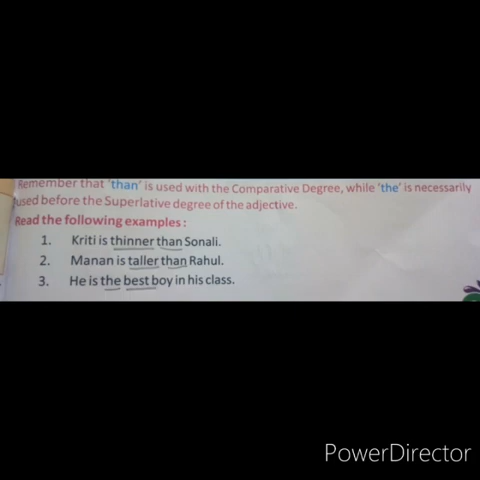 Remember that 'than' is used with the Comparative Degree, while 'the' is necessarily
used before the Superlative degree of the adjective.
Read the following examples :
1. Kriti is thinner than Sonali.
2. Manan is taller than Rahul.
3. He is the best boy in his class.
PowerDirector